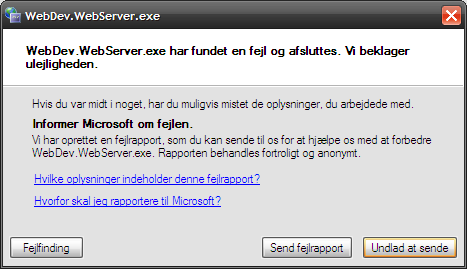 WebDev.WebServer.exe
WebDev.WebServer.exe har fundet en fejl og afsluttes. Vi beklager
ulejligheden.
Hvis du var midt i noget, har du muligvis mistet de oplysninger, du arbejdede med.
Informer Microsoft om fejlen.
Vi har oprettet en fejlrapport, som du kan sende til os for at hjælpe os med at forbedre
WebDev.WebServer.exe. Rapporten behandles fortroligt og anonymt.
Hvilke oplysninger indeholder denne fejlrapport?
Hvorfor skal jeg rapportere til Microsoft?
Fejlfinding
Send fejlrapport
Undlad at sende